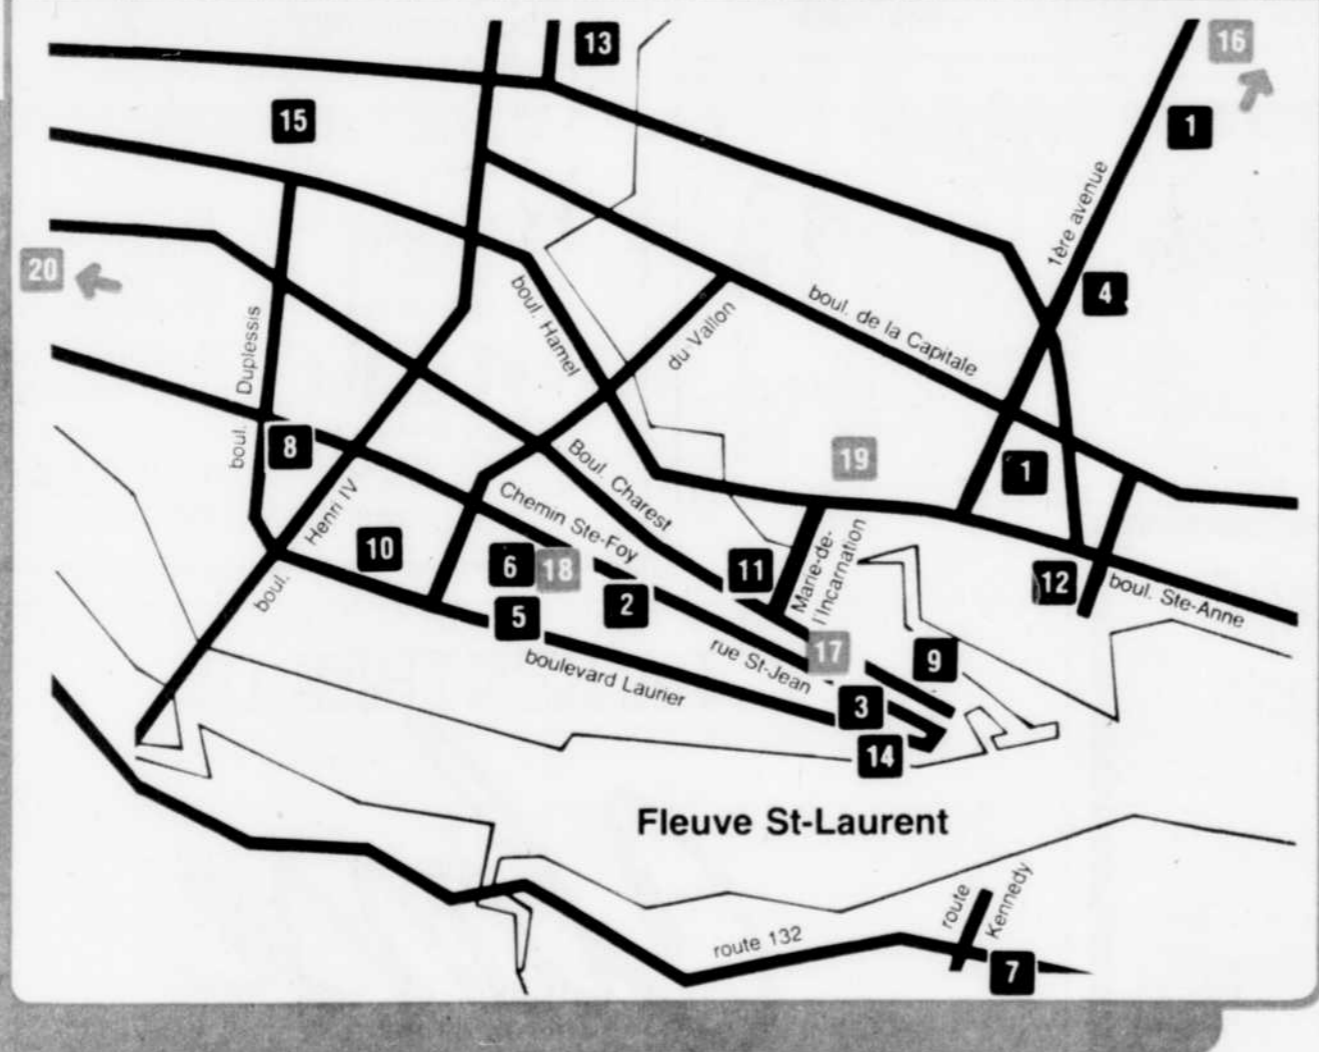 13
16
15
1
1ère avenue
20
4
boul. Duplessis
boul. Hamel
du Vallon
boul. de la Capitale
8
boul. Henri IV
Boul. Charest
19
1
Chemin Ste-Foy
10
6
18
11
Marie-de-
l'Incarnation
12
boul. Ste-Anne
5
2
boulevard Laurier
rue St-Jean
17
9
3
14
Fleuve St-Laurent
route 132
route
Kennedy
7